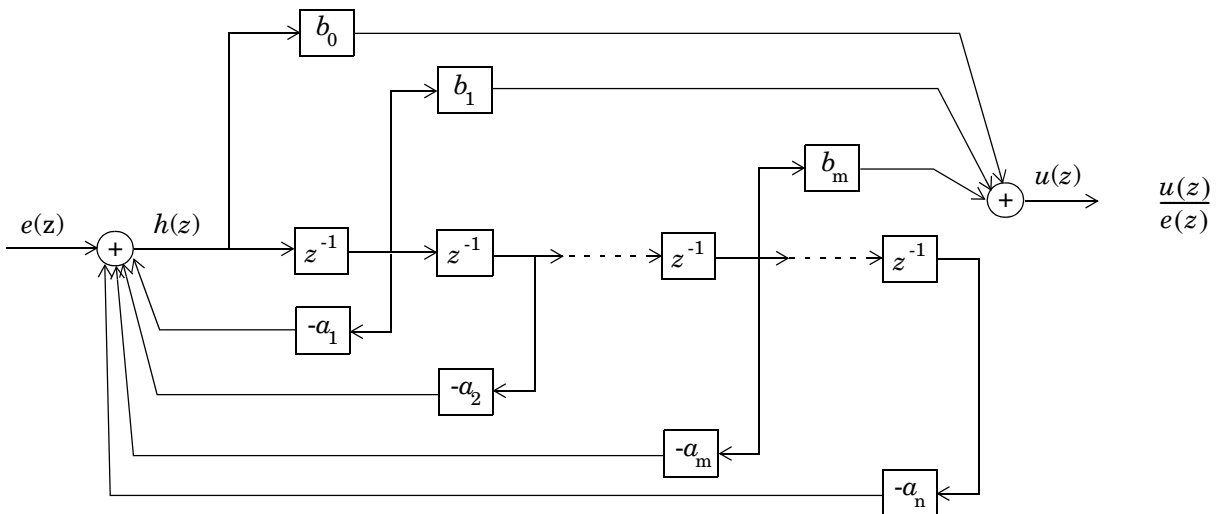 b₀
b₁
bₘ
u(z)
u(z)
e(z)
e(z)
h(z)
+
+
z⁻¹
z⁻¹
z⁻¹
z⁻¹
-a₁
-a₂
-aₘ
-aₙ